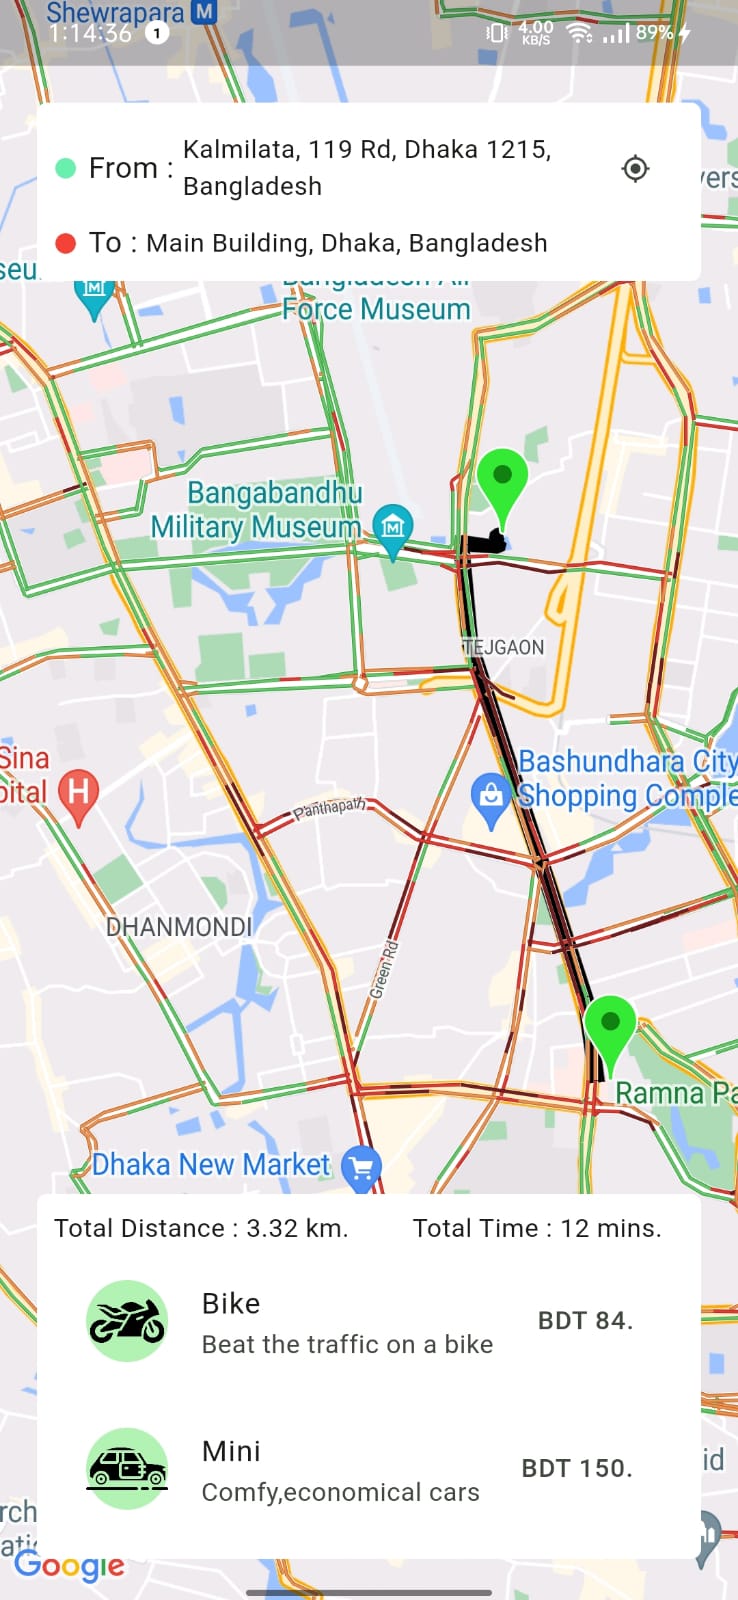 Shewrapara M
1:14:36 1 4.00 KB/S 89%
From : Kalmilata, 119 Rd, Dhaka 1215,
Bangladesh
To : Main Building, Dhaka, Bangladesh
Force Museum
Bangabandhu
Military Museum
TEJGAON
Bashundhara City
Shopping Comple
Sina
H
Panthapath
DHANMONDI
Green Rd
Ramna Pa
Dhaka New Market
Total Distance : 3.32 km. Total Time : 12 mins.
Bike
Beat the traffic on a bike
BDT 84.
Mini
Comfy,economical cars
BDT 150.
Google